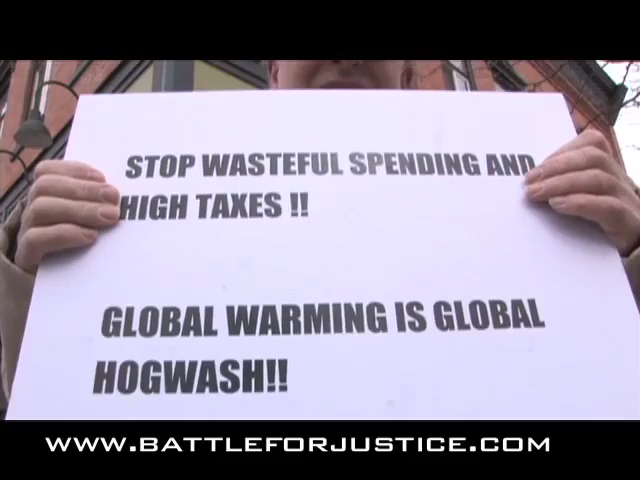 STOP WASTEFUL SPENDING AND
HIGH TAXES !!
GLOBAL WARMING IS GLOBAL
HOGWASH!!
WWW.BATTLEFORJUSTICE.COM